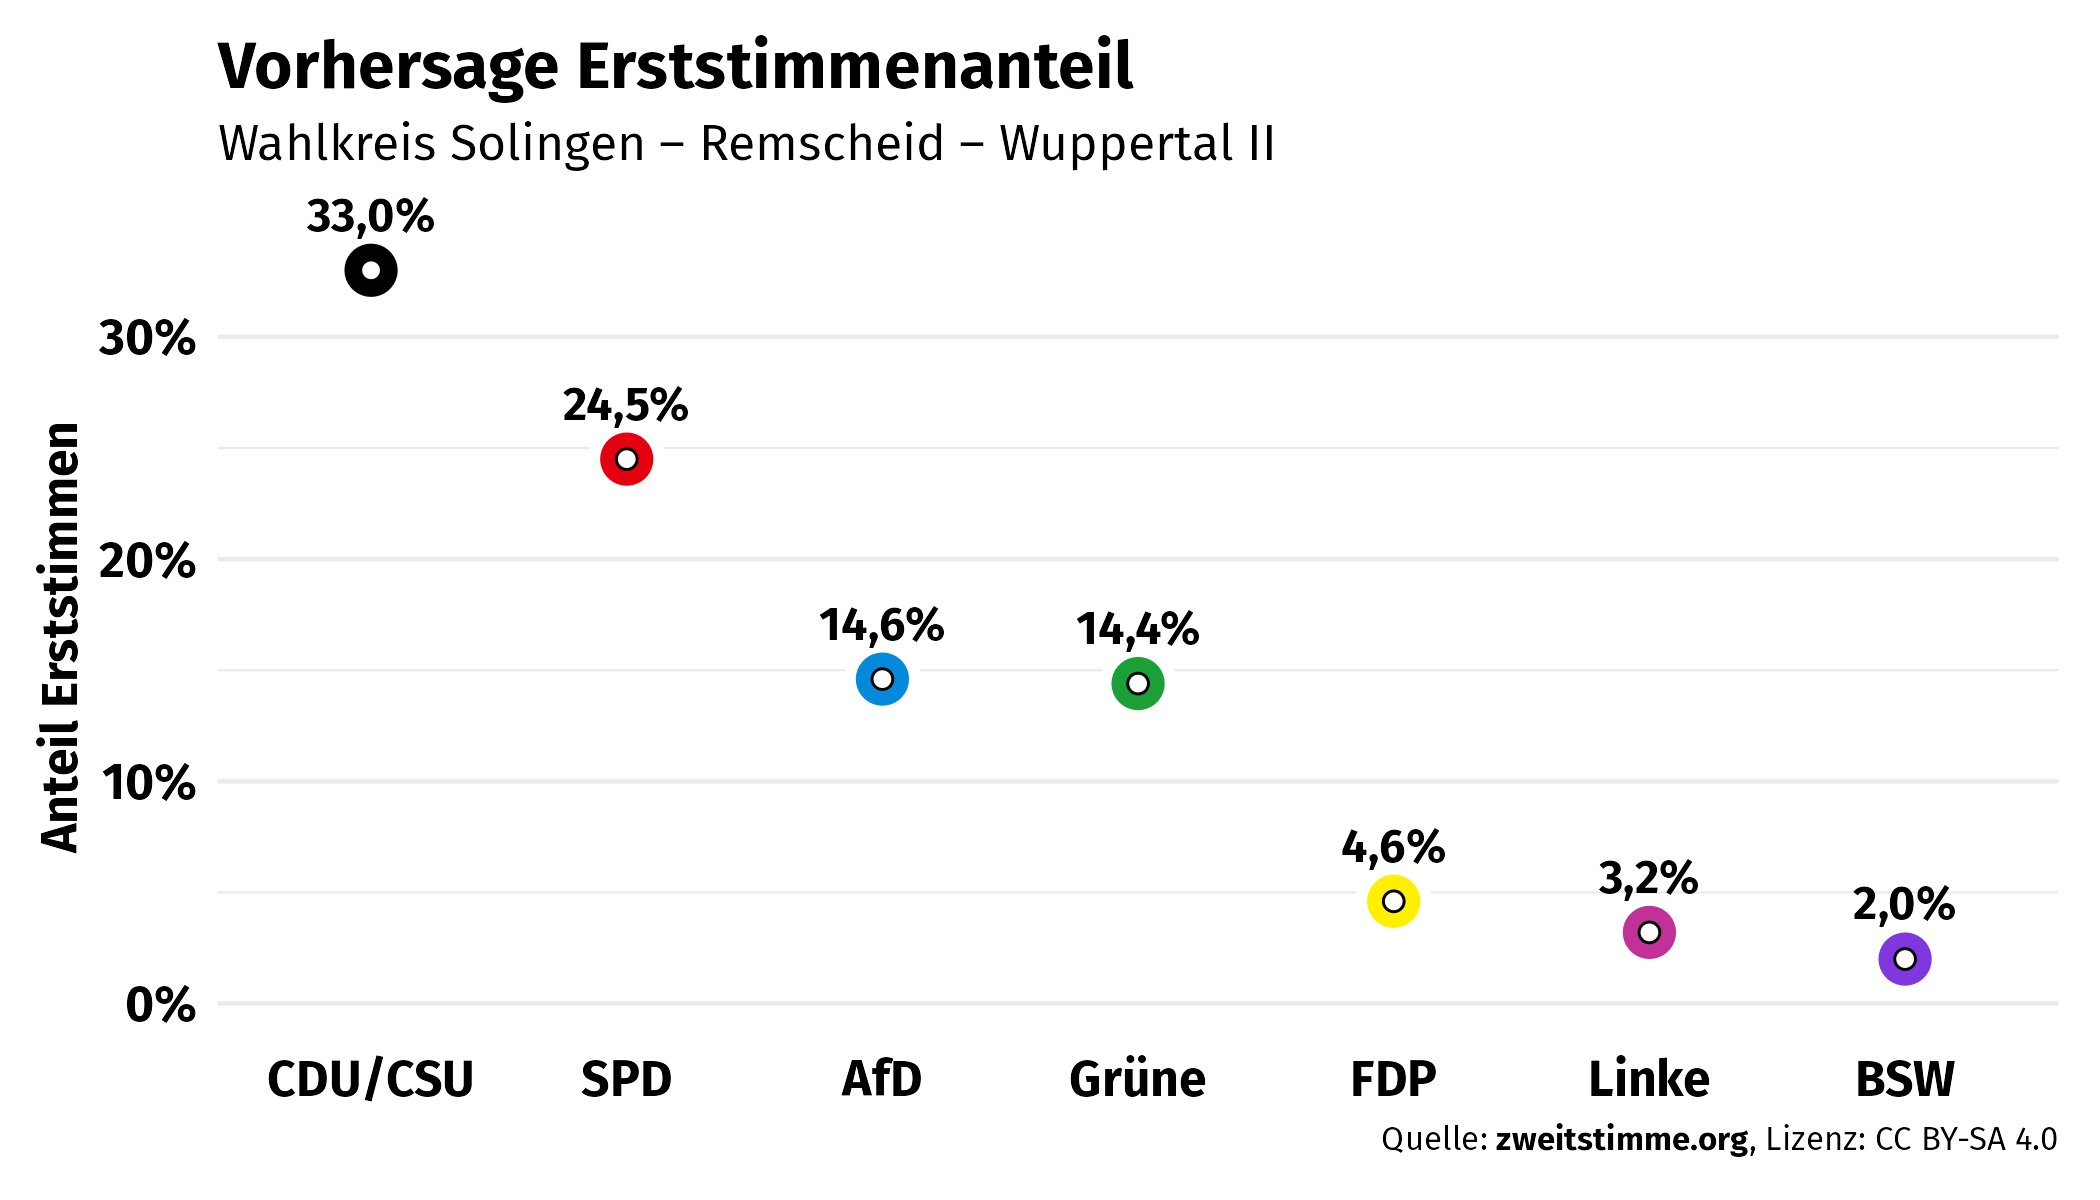 Vorhersage Erststimmenanteil
Wahlkreis Solingen – Remscheid – Wuppertal II
33,0%
30%
24,5%
Anteil Erststimmen
20%
14,6%
14,4%
10%
4,6%
3,2%
2,0%
0%
CDU/CSU SPD AfD Grüne FDP Linke BSW
Quelle: zweitstimme.org, Lizenz: CC BY-SA 4.0